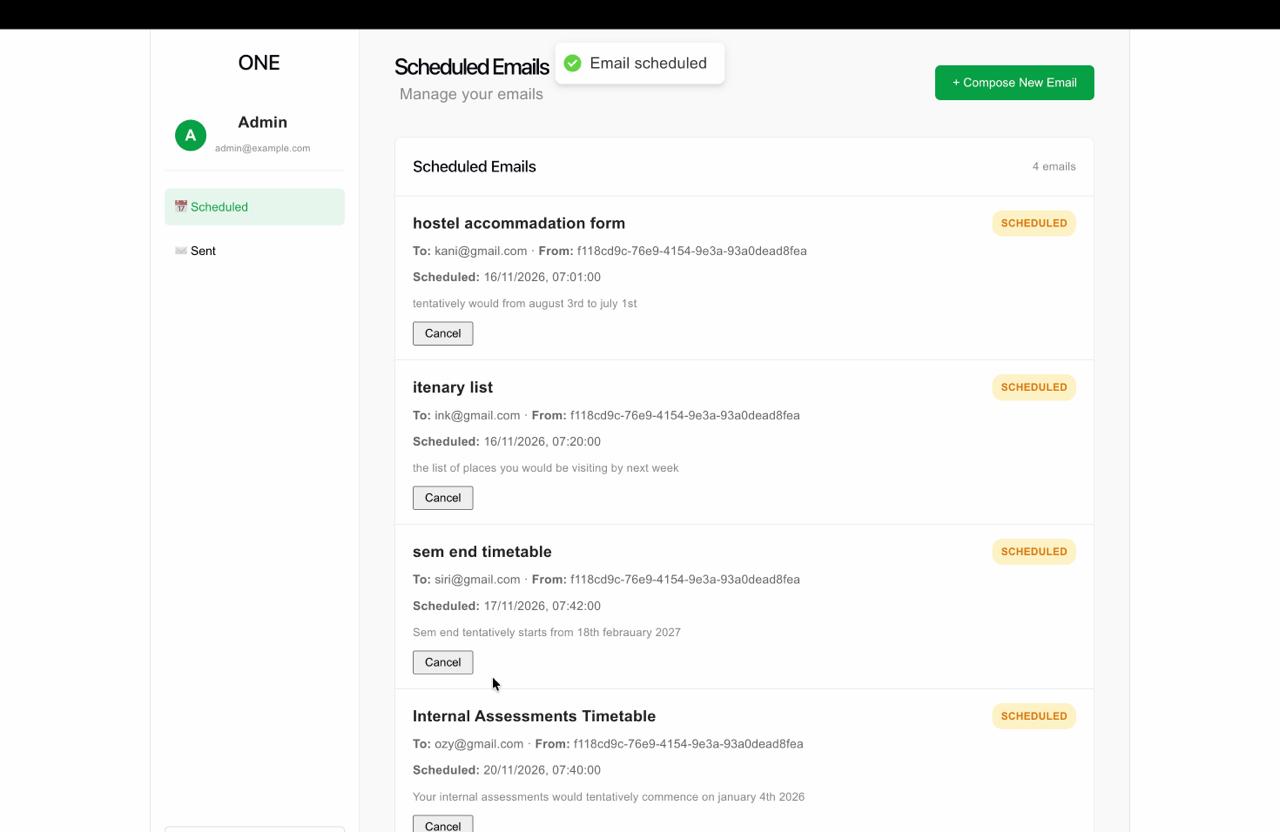 ONE
A
Admin
admin@example.com
📅 Scheduled
✉️ Sent
Scheduled Emails
Manage your emails
Email scheduled
+ Compose New Email
Scheduled Emails
4 emails
hostel accommadation form
SCHEDULED
To: kani@gmail.com · From: f118cd9c-76e9-4154-9e3a-93a0dead8fea
Scheduled: 16/11/2026, 07:01:00
tentatively would from august 3rd to july 1st
Cancel
itenary list
SCHEDULED
To: ink@gmail.com · From: f118cd9c-76e9-4154-9e3a-93a0dead8fea
Scheduled: 16/11/2026, 07:20:00
the list of places you would be visiting by next week
Cancel
sem end timetable
SCHEDULED
To: siri@gmail.com · From: f118cd9c-76e9-4154-9e3a-93a0dead8fea
Scheduled: 17/11/2026, 07:42:00
Sem end tentatively starts from 18th febrauary 2027
Cancel
Internal Assessments Timetable
SCHEDULED
To: ozy@gmail.com · From: f118cd9c-76e9-4154-9e3a-93a0dead8fea
Scheduled: 20/11/2026, 07:40:00
Your internal assessments would tentatively commence on january 4th 2026
Cancel